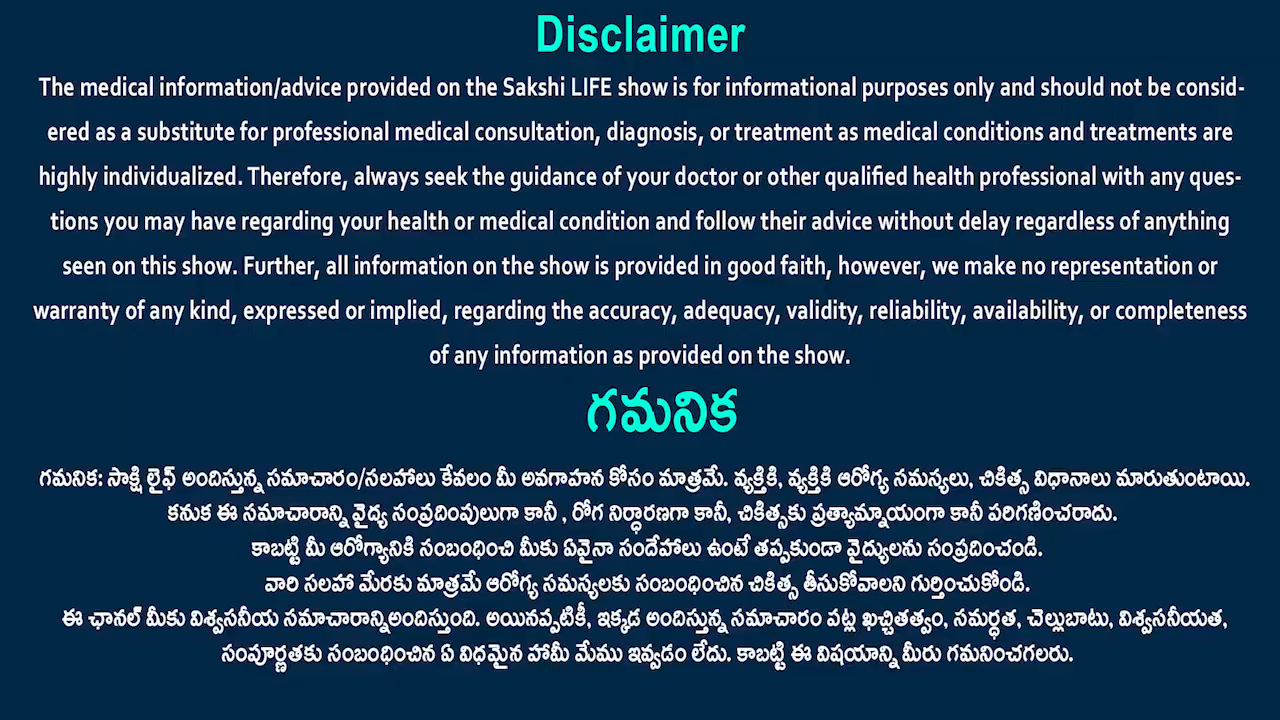 Disclaimer
The medical information/advice provided on the Sakshi LIFE show is for informational purposes only and should not be consid-
ered as a substitute for professional medical consultation, diagnosis, or treatment as medical conditions and treatments are
highly individualized. Therefore, always seek the guidance of your doctor or other qualified health professional with any ques-
tions you may have regarding your health or medical condition and follow their advice without delay regardless of anything
seen on this show. Further, all information on the show is provided in good faith, however, we make no representation or
warranty of any kind, expressed or implied, regarding the accuracy, adequacy, validity, reliability, availability, or completeness
of any information as provided on the show.
గమనిక
గమనిక: సాక్షి లైఫ్ అందిస్తున్న సమాచారం/సలహాలు కేవలం మీ అవగాహన కోసం మాత్రమే. వ్యక్తికి, వ్యక్తికి ఆరోగ్య సమస్యలు, చికిత్స విధానాలు మారుతుంటాయి.
కనుక ఈ సమాచారాన్ని వైద్య సంప్రదింపులుగా కానీ , రోగ నిర్ధారణగా కానీ, చికిత్సకు ప్రత్యామ్నాయంగా కానీ పరిగణించరాదు.
కాబట్టి మీ ఆరోగ్యానికి సంబంధించి మీకు ఏవైనా సందేహాలు ఉంటే తప్పకుండా వైద్యులను సంప్రదించండి.
వారి సలహా మేరకు మాత్రమే ఆరోగ్య సమస్యలకు సంబంధించిన చికిత్స తీసుకోవాలని గుర్తించుకోండి.
ఈ ఛానల్ మీకు విశ్వసనీయ సమాచారాన్నిఅందిస్తుంది. అయినప్పటికీ, ఇక్కడ అందిస్తున్న సమాచారం పట్ల ఖచ్చితత్వం, సమర్ధత, చెల్లుబాటు, విశ్వసనీయత,
సంపూర్ణతకు సంబంధించిన ఏ విధమైన హామీ మేము ఇవ్వడం లేదు. కాబట్టి ఈ విషయాన్ని మీరు గమనించగలరు.